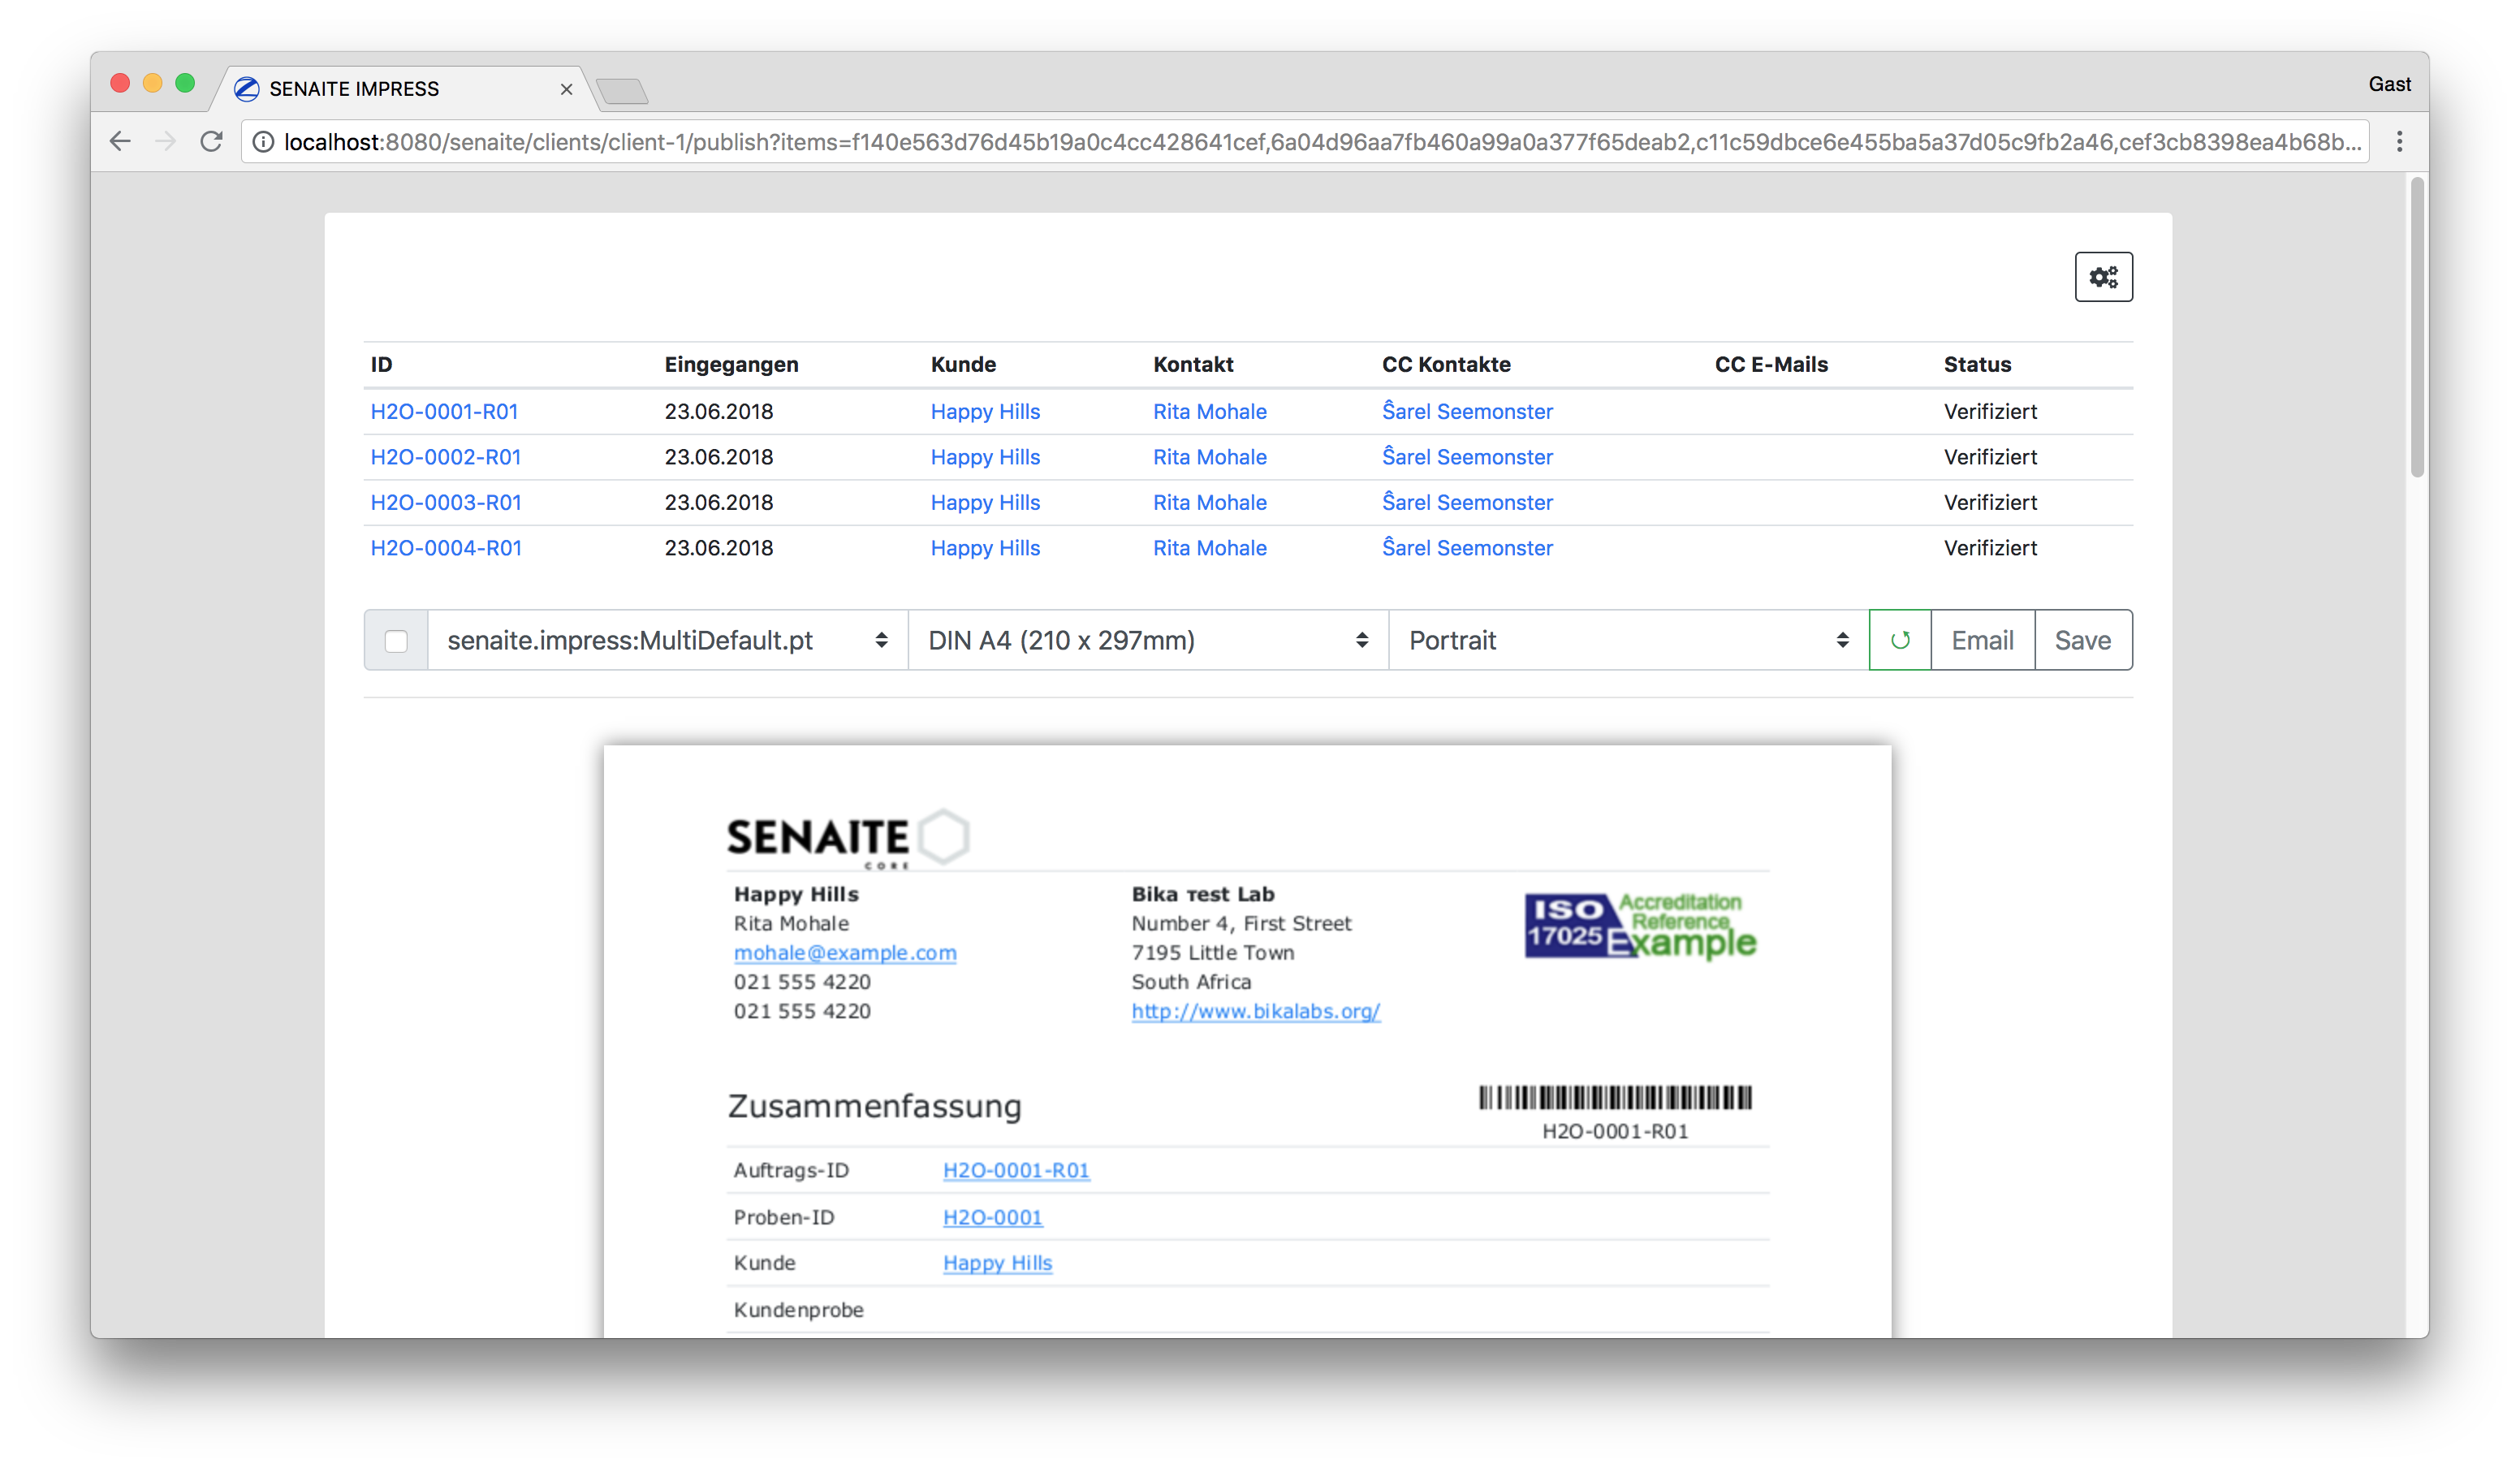 SENAITE IMPRESS
Gast
localhost:8080/senaite/clients/client-1/publish?items=f140e563d76d45b19a0c4cc428641cef,6a04d96aa7fb460a99a0a377f65deab2,c11c59dbce6e455ba5a37d05c9fb2a46,cef3cb8398ea4b68b...
ID Eingegangen Kunde Kontakt CC Kontakte CC E-Mails Status
H2O-0001-R01 23.06.2018 Happy Hills Rita Mohale Ŝarel Seemonster Verifiziert
H2O-0002-R01 23.06.2018 Happy Hills Rita Mohale Ŝarel Seemonster Verifiziert
H2O-0003-R01 23.06.2018 Happy Hills Rita Mohale Ŝarel Seemonster Verifiziert
H2O-0004-R01 23.06.2018 Happy Hills Rita Mohale Ŝarel Seemonster Verifiziert
senaite.impress:MultiDefault.pt DIN A4 (210 x 297mm) Portrait Email Save
SENAITE
CORE
Happy Hills
Rita Mohale
mohale@example.com
021 555 4220
021 555 4220
Bika тest Lab
Number 4, First Street
7195 Little Town
South Africa
http://www.bikalabs.org/
ISO
17025
Accreditation
Reference
Example
Zusammenfassung
H2O-0001-R01
Auftrags-ID H2O-0001-R01
Proben-ID H2O-0001
Kunde Happy Hills
Kundenprobe